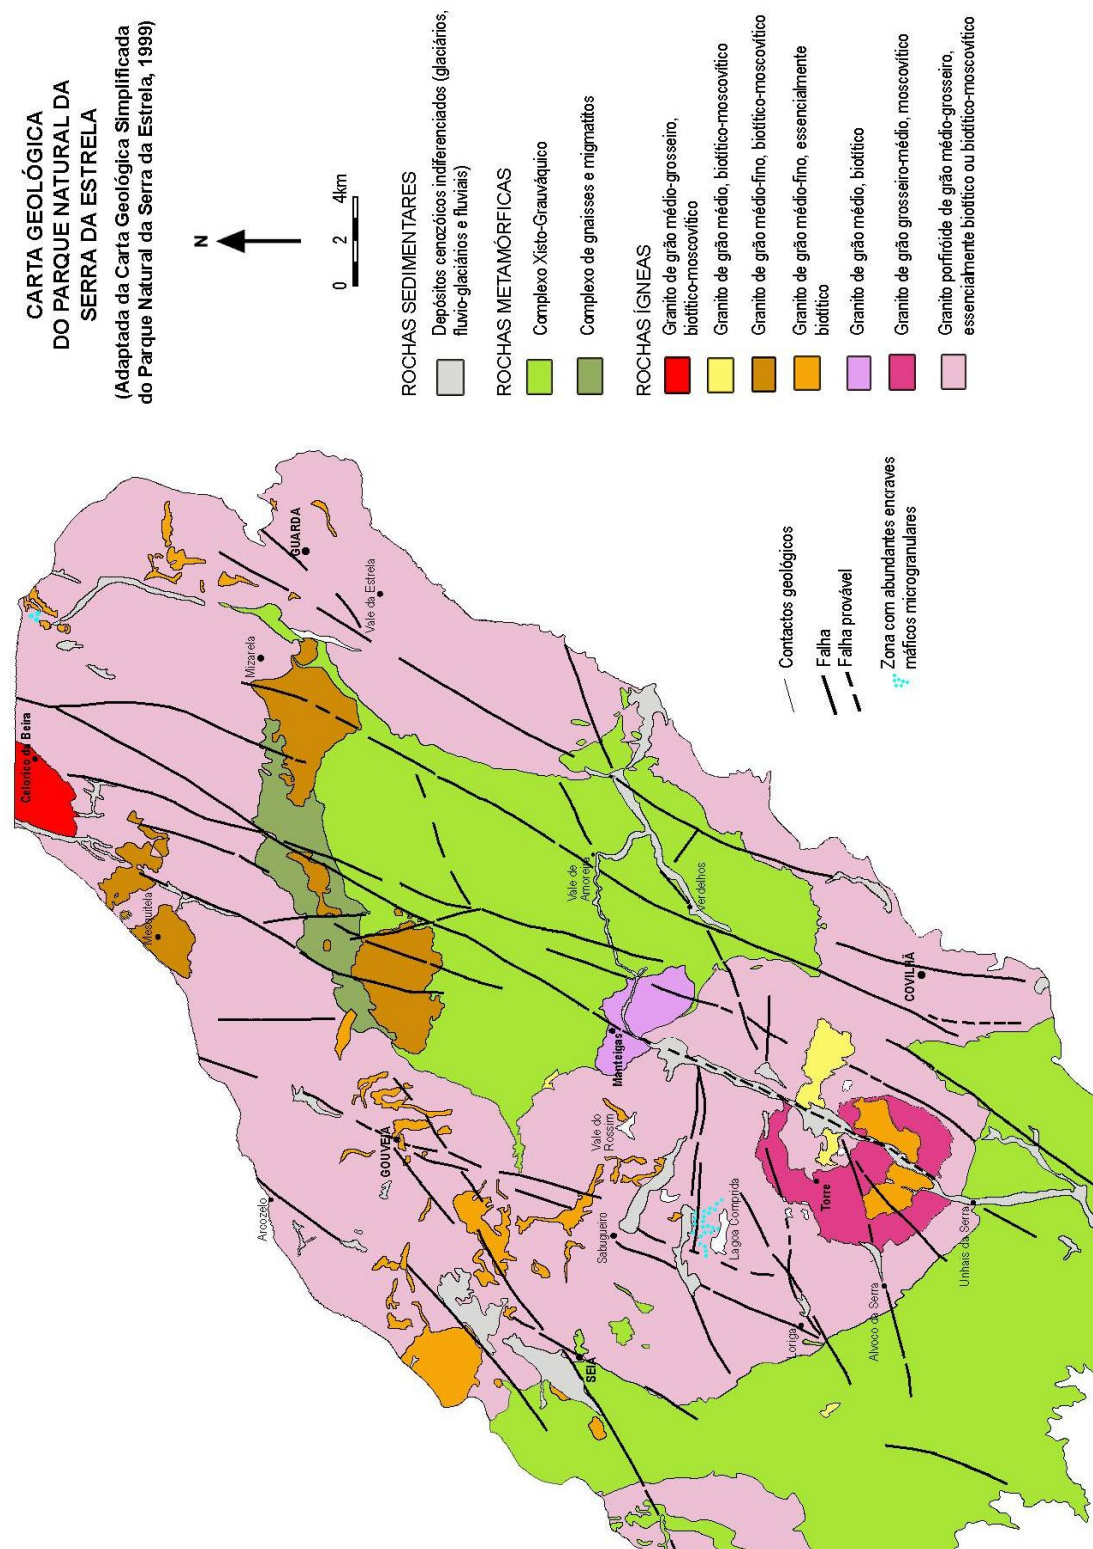 CARTA GEOLÓGICA
DO PARQUE NATURAL DA
SERRA DA ESTRELA
(Adaptada da Carta Geológica Simplificada
do Parque Natural da Serra da Estrela, 1999)
N
0 2 4km
ROCHAS SEDIMENTARES
Depósitos cenozóicos indiferenciados (glaciários,
fluvio-glaciários e fluviais)
ROCHAS METAMÓRFICAS
Complexo Xisto-Grauváquico
Complexo de gnaisses e migmatitos
ROCHAS ÍGNEAS
Granito de grão médio-grosseiro,
biotítico-moscovítico
Granito de grão médio, biotítico-moscovítico
Granito de grão médio-fino, biotítico-moscovítico
Granito de grão médio-fino, essencialmente
biotítico
Granito de grão médio, biotítico
Granito de grão grosseiro-médio, moscovítico
Granito porfiróide de grão médio-grosseiro,
essencialmente biotítico ou biotítico-moscovítico
Contactos geológicos
Falha
Falha provável
Zona com abundantes encraves
máficos microgranulares
Celorico da Beira
Mesquitela
Mizarela
GUARDA
Vale da Estrela
Arcozelo
GOUVEIA
Vale de
Amoreira
Verdelhos
Manteigas
Vale do
Rossim
Sabugueiro
SEIA
Lagoa Comprida
Torre
COVILHÃ
Loriga
Alvoco da Serra
Unhais da Serra